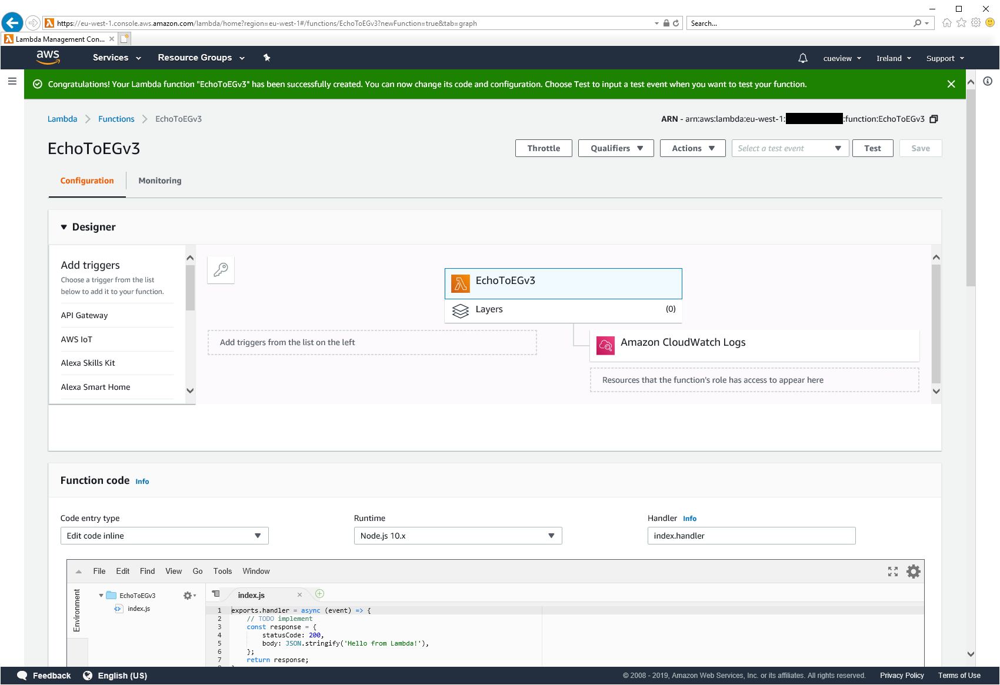 https://eu-west-1.console.aws.amazon.com/lambda/home?region=eu-west-1#/functions/EchoToEGv3?newFunction=true&tab=graph
Search...
Lambda Management Con...
aws
Services
Resource Groups
cueview
Ireland
Support
Congratulations! Your Lambda function "EchoToEGv3" has been successfully created. You can now change its code and configuration. Choose Test to input a test event when you want to test your function.
Lambda
Functions
EchoToEGv3
ARN - arn:aws:lambda:eu-west-1: :function:EchoToEGv3
EchoToEGv3
Throttle
Qualifiers
Actions
Select a test event
Test
Save
Configuration
Monitoring
Designer
Add triggers
Choose a trigger from the list
below to add it to your function.
API Gateway
AWS IoT
Alexa Skills Kit
Alexa Smart Home
EchoToEGv3
Layers
(0)
Add triggers from the list on the left
Amazon CloudWatch Logs
Resources that the function's role has access to appear here
Function code Info
Code entry type
Edit code inline
Runtime
Node.js 10.x
Handler Info
index.handler
File Edit Find View Go Tools Window
Environment
EchoToEGv3
index.js
index.js
1 exports.handler = async (event) => {
2 // TODO implement
3 const response = {
4 statusCode: 200,
5 body: JSON.stringify('Hello from Lambda!'),
6 };
7 return response;
Feedback
English (US)
© 2008 - 2019, Amazon Web Services, Inc. or its affiliates. All rights reserved.
Privacy Policy
Terms of Use